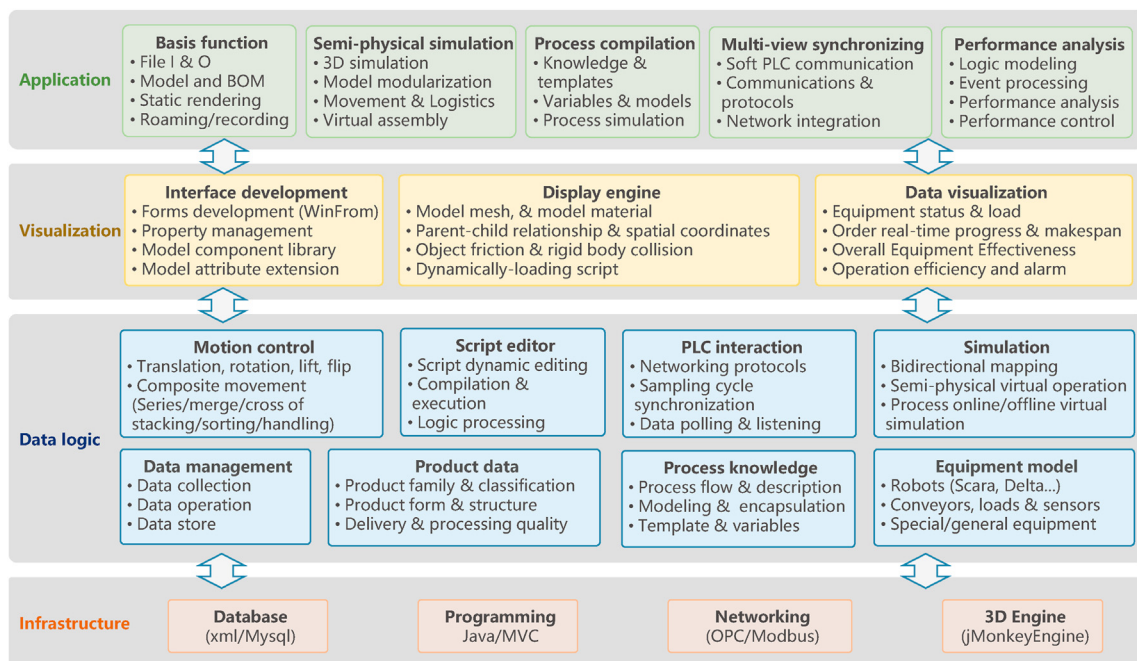 Application
Basis function
• File I & O
• Model and BOM
• Static rendering
• Roaming/recording
Semi-physical simulation
• 3D simulation
• Model modularization
• Movement & Logistics
• Virtual assembly
Process compilation
• Knowledge &
templates
• Variables & models
• Process simulation
Multi-view synchronizing
• Soft PLC communication
• Communications &
protocols
• Network integration
Performance analysis
• Logic modeling
• Event processing
• Performance analysis
• Performance control
Visualization
Interface development
• Forms development (WinFrom)
• Property management
• Model component library
• Model attribute extension
Display engine
• Model mesh, & model material
• Parent-child relationship & spatial coordinates
• Object friction & rigid body collision
• Dynamically-loading script
Data visualization
• Equipment status & load
• Order real-time progress & makespan
• Overall Equipment Effectiveness
• Operation efficiency and alarm
Data logic
Motion control
• Translation, rotation, lift, flip
• Composite movement
(Series/merge/cross of
stacking/sorting/handling)
Script editor
• Script dynamic editing
• Compilation &
execution
• Logic processing
PLC interaction
• Networking protocols
• Sampling cycle
synchronization
• Data polling & listening
Simulation
• Bidirectional mapping
• Semi-physical virtual operation
• Process online/offline virtual
simulation
Data management
• Data collection
• Data operation
• Data store
Product data
• Product family & classification
• Product form & structure
• Delivery & processing quality
Process knowledge
• Process flow & description
• Modeling & encapsulation
• Template & variables
Equipment model
• Robots (Scara, Delta...)
• Conveyors, loads & sensors
• Special/general equipment
Infrastructure
Database
(xml/Mysql)
Programming
Java/MVC
Networking
(OPC/Modbus)
3D Engine
(jMonkeyEngine)